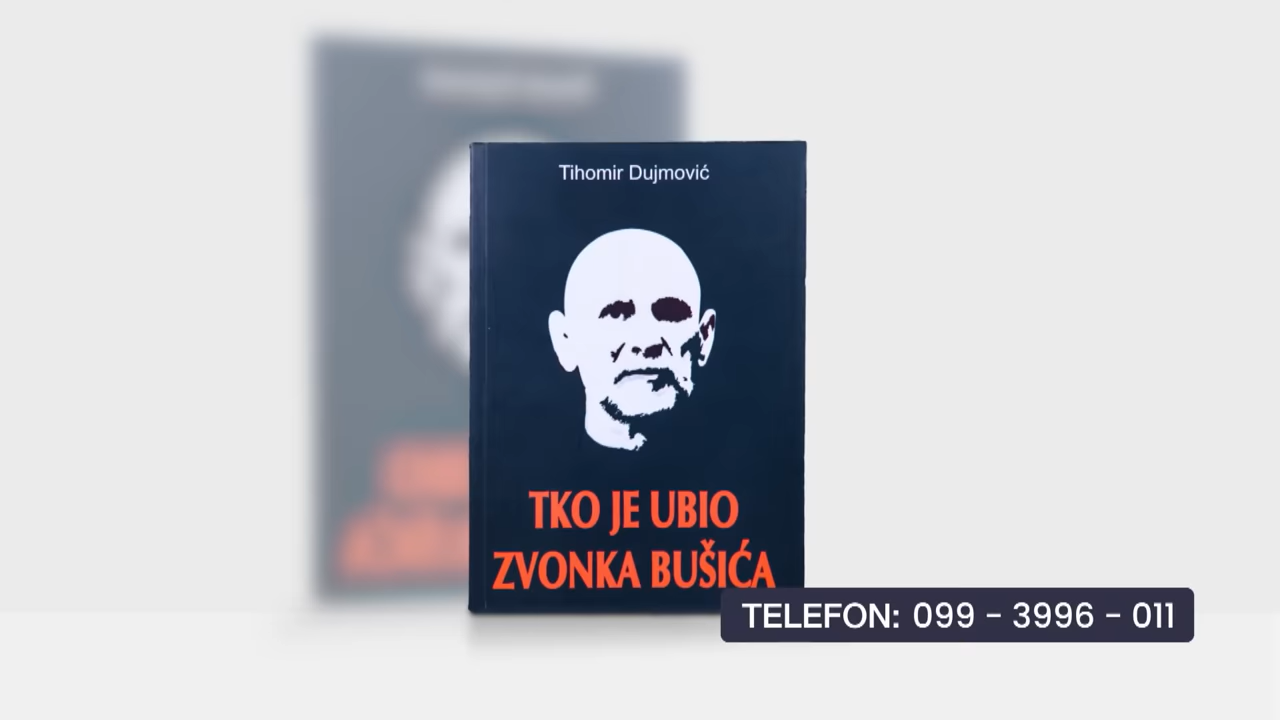 Tihomir Dujmović
TKO JE UBIO
ZVONKA BUŠIĆA
TELEFON: 099 - 3996 - 011